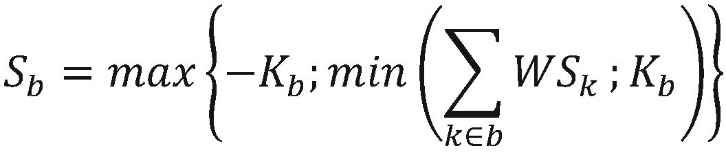 S_b = max{−K_b; min(∑_{k∈b} WS_k ; K_b)}